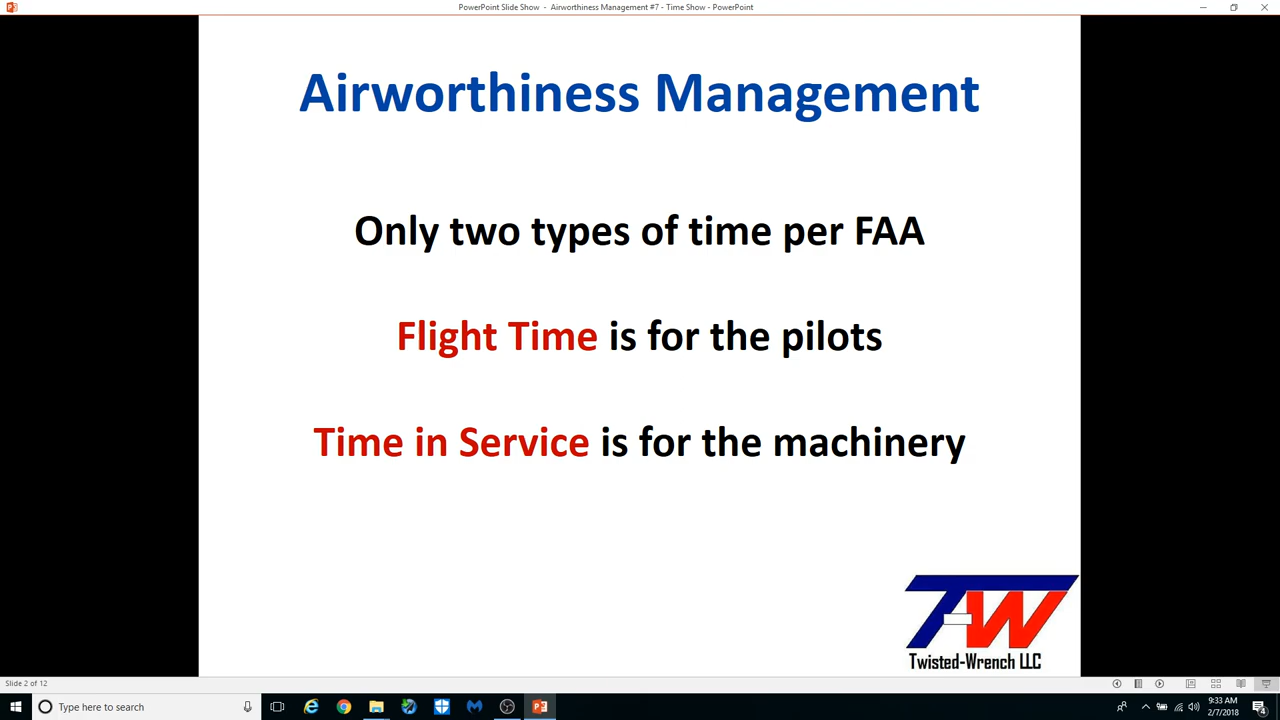 PowerPoint Slide Show - Airworthiness Management #7 - Time Show - PowerPoint
Airworthiness Management
Only two types of time per FAA
Flight Time is for the pilots
Time in Service is for the machinery
TAW
Twisted-Wrench LLC
Slide 2 of 12
Type here to search
9:33 AM
2/7/2018
4